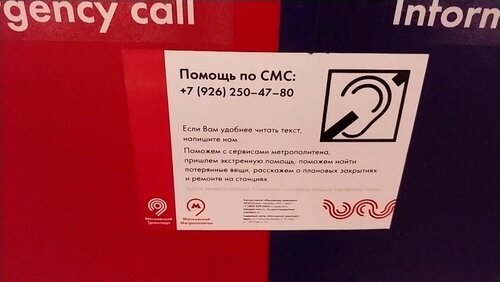 gency call
Inform
Помощь по СМС:
+7 (926) 250–47–80
Если Вам удобнее читать текст,
напишите нам.
Поможем с сервисами метрополитена,
пришлем экстренную помощь, поможем найти
потерянные вещи, расскажем о плановых закрытиях
и ремонте на станциях.
Московский
Транспорт
Московский
Метрополитен